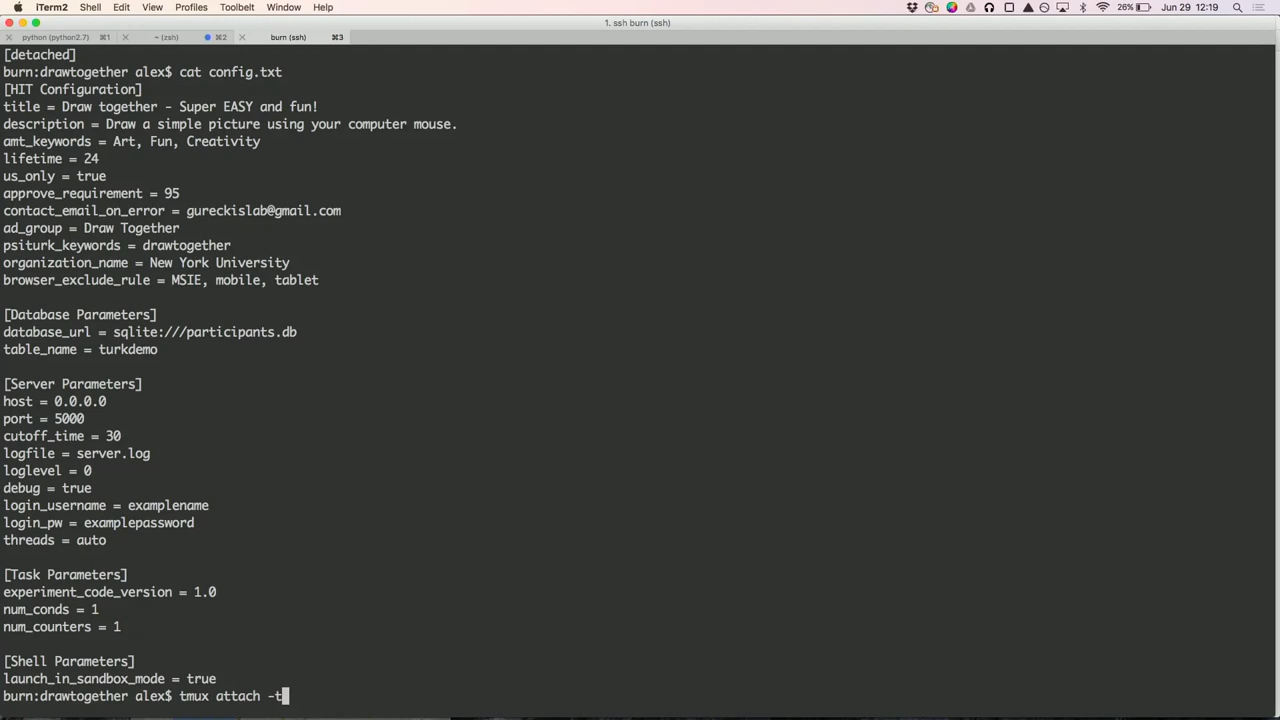 iTerm2 Shell Edit View Profiles Toolbelt Window Help 26% Jun 29 12:19
1. ssh burn (ssh)
python (python2.7) ⌘1 ~ (zsh) ⌘2 burn (ssh) ⌘3
[detached]
burn:drawtogether alex$ cat config.txt
[HIT Configuration]
title = Draw together - Super EASY and fun!
description = Draw a simple picture using your computer mouse.
amt_keywords = Art, Fun, Creativity
lifetime = 24
us_only = true
approve_requirement = 95
contact_email_on_error = gureckislab@gmail.com
ad_group = Draw Together
psiturk_keywords = drawtogether
organization_name = New York University
browser_exclude_rule = MSIE, mobile, tablet
[Database Parameters]
database_url = sqlite:///participants.db
table_name = turkdemo
[Server Parameters]
host = 0.0.0.0
port = 5000
cutoff_time = 30
logfile = server.log
loglevel = 0
debug = true
login_username = examplename
login_pw = examplepassword
threads = auto
[Task Parameters]
experiment_code_version = 1.0
num_conds = 1
num_counters = 1
[Shell Parameters]
launch_in_sandbox_mode = true
burn:drawtogether alex$ tmux attach -t